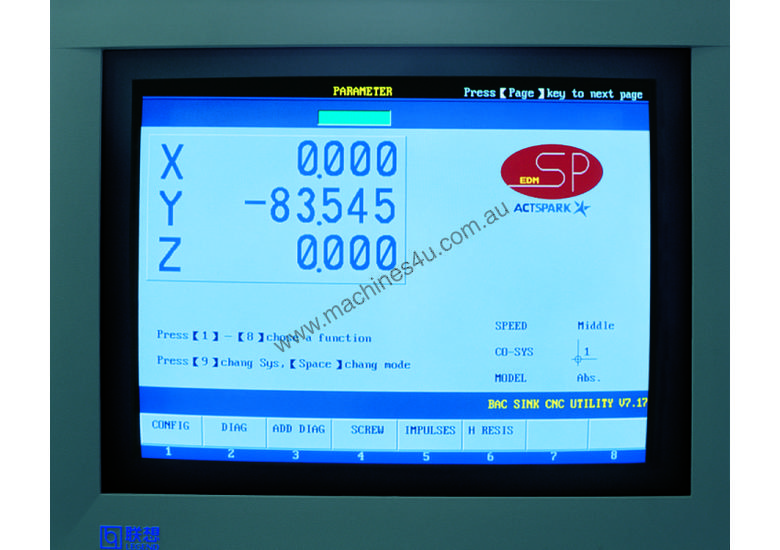 PARAMETER Press【Page】key to next page
X 0.000
Y -83.545
Z 0.000
EDM SP
ACTSPARK
www.machines4u.com.au
Press【1】-【8】chose a function
Press【9】chang Sys,【Space】chang mode
SPEED Middle
CO-SYS 1
MODEL Abs.
BAC SINK CNC UTILITY V7.17
CONFIG DIAG ADD DIAG SCREW IMPULSES H RESIS
1 2 3 4 5 6 7 8
联想